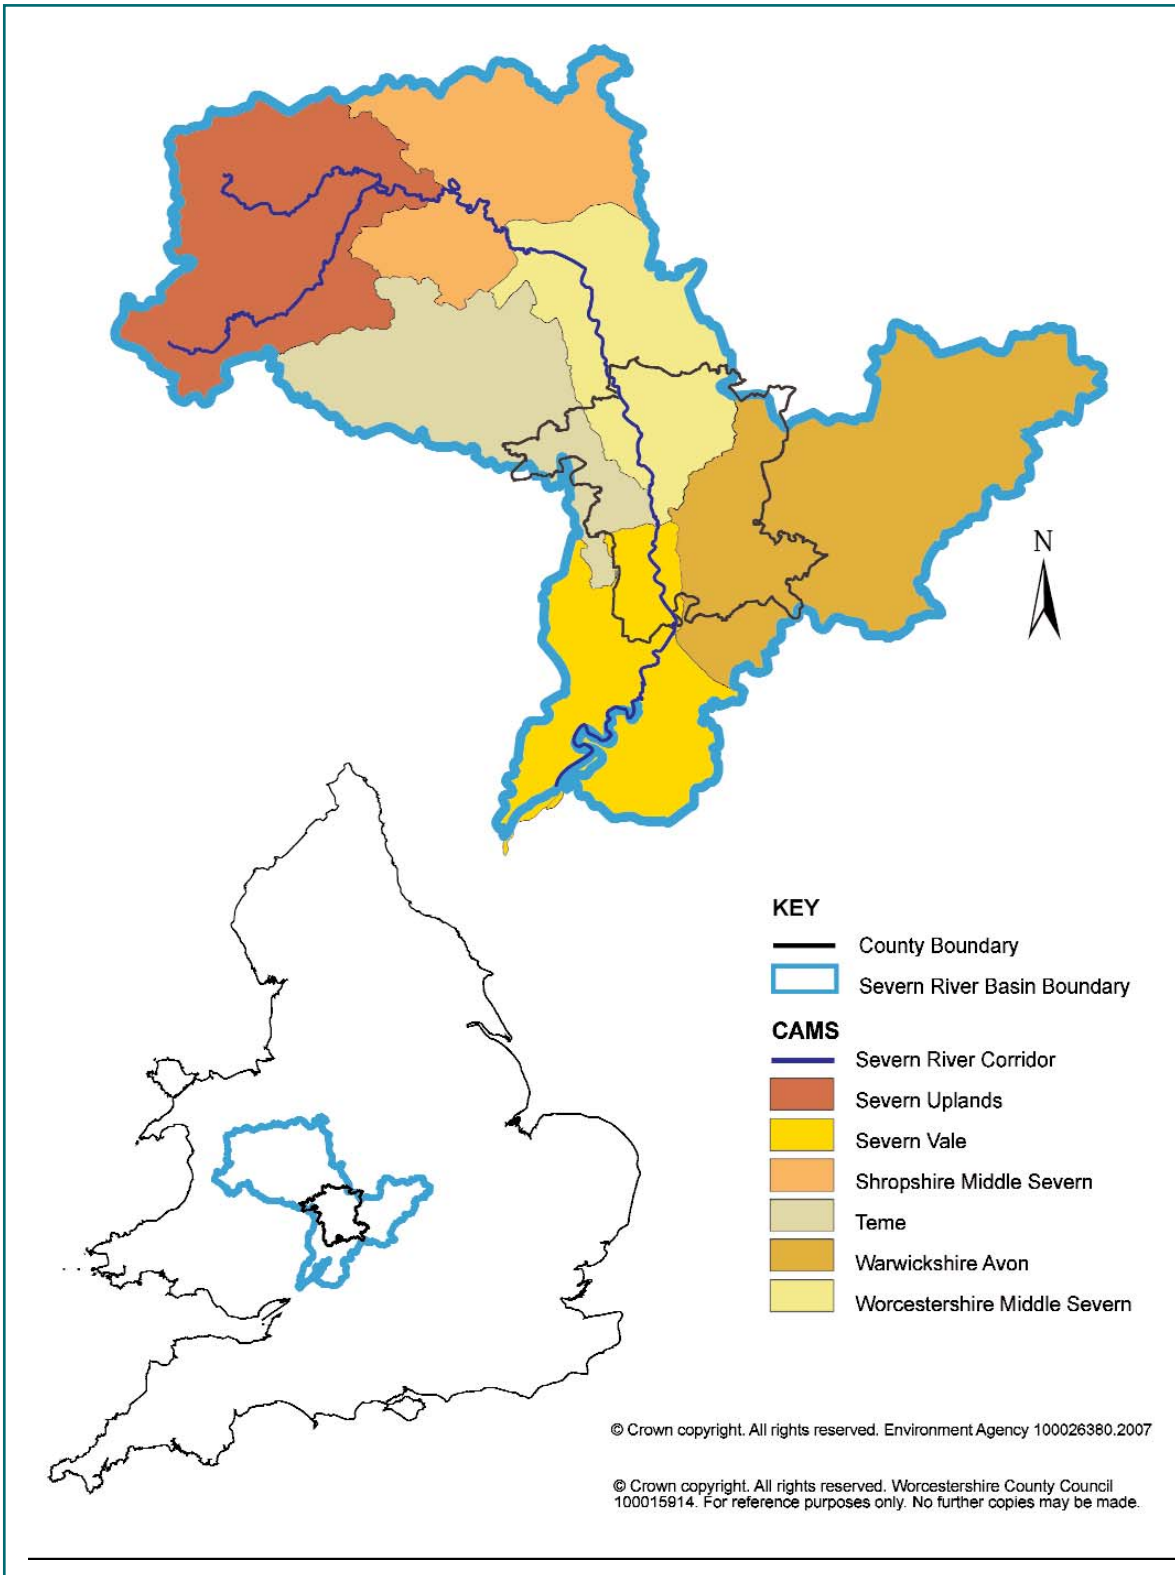 N
KEY
County Boundary
Severn River Basin Boundary
CAMS
Severn River Corridor
Severn Uplands
Severn Vale
Shropshire Middle Severn
Teme
Warwickshire Avon
Worcestershire Middle Severn
© Crown copyright. All rights reserved. Environment Agency 100026380.2007
© Crown copyright. All rights reserved. Worcestershire County Council
100015914. For reference purposes only. No further copies may be made.